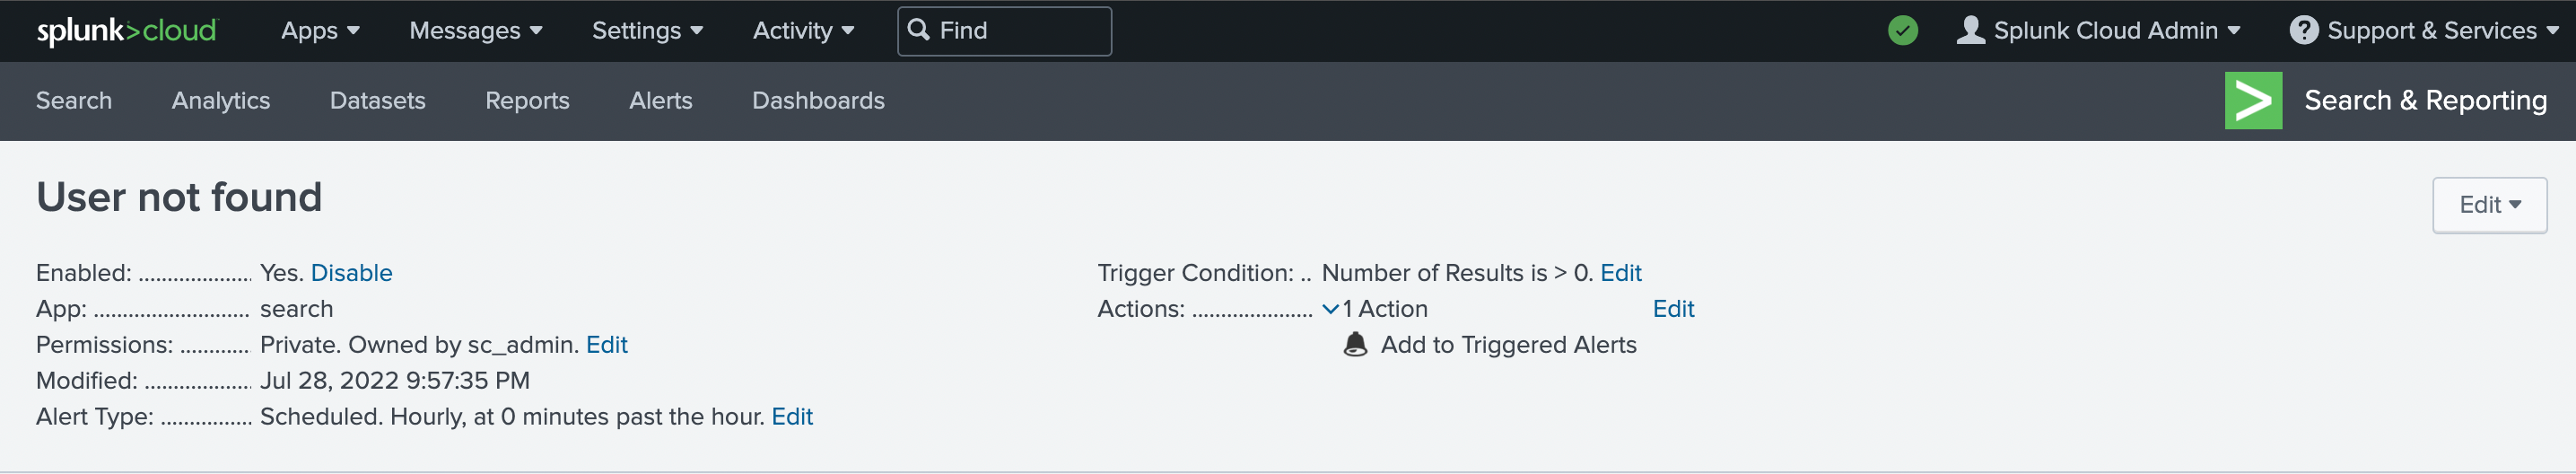 splunk>cloud Apps Messages Settings Activity Find Splunk Cloud Admin ? Support & Services
Search Analytics Datasets Reports Alerts Dashboards > Search & Reporting
User not found
Edit
Enabled: .................... Yes. Disable
App: ........................... search
Permissions: ............ Private. Owned by sc_admin. Edit
Modified: ................... Jul 28, 2022 9:57:35 PM
Alert Type: ................ Scheduled. Hourly, at 0 minutes past the hour. Edit
Trigger Condition: .. Number of Results is > 0. Edit
Actions: ..................... 1 Action Edit
Add to Triggered Alerts